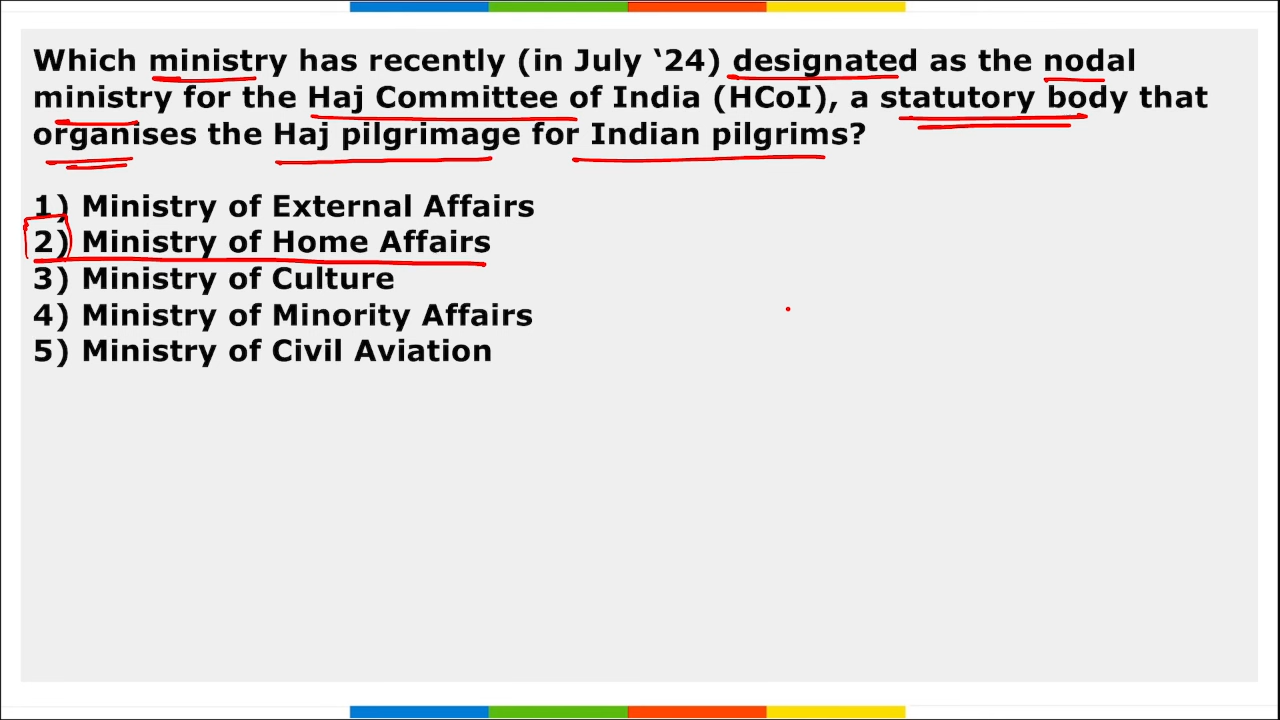 Which ministry has recently (in July ‘24) designated as the nodal
ministry for the Haj Committee of India (HCoI), a statutory body that
organises the Haj pilgrimage for Indian pilgrims?
1) Ministry of External Affairs
2) Ministry of Home Affairs
3) Ministry of Culture
4) Ministry of Minority Affairs
5) Ministry of Civil Aviation